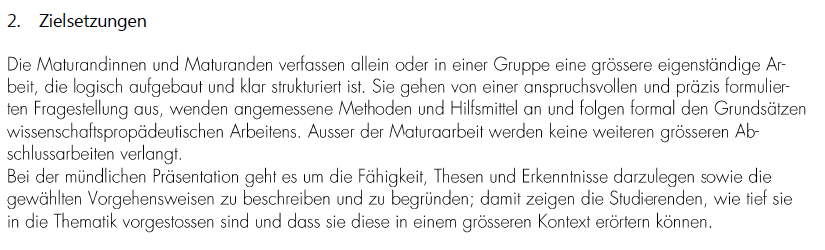 2. Zielsetzungen
Die Maturandinnen und Maturanden verfassen allein oder in einer Gruppe eine grössere eigenständige Ar-
beit, die logisch aufgebaut und klar strukturiert ist. Sie gehen von einer anspruchsvollen und präzis formulier-
ten Fragestellung aus, wenden angemessene Methoden und Hilfsmittel an und folgen formal den Grundsätzen
wissenschaftspropädeutischen Arbeitens. Ausser der Maturaarbeit werden keine weiteren grösseren Ab-
schlussarbeiten verlangt.
Bei der mündlichen Präsentation geht es um die Fähigkeit, Thesen und Erkenntnisse darzulegen sowie die
gewählten Vorgehensweisen zu beschreiben und zu begründen; damit zeigen die Studierenden, wie tief sie
in die Thematik vorgestossen sind und dass sie diese in einem grösseren Kontext erörtern können.